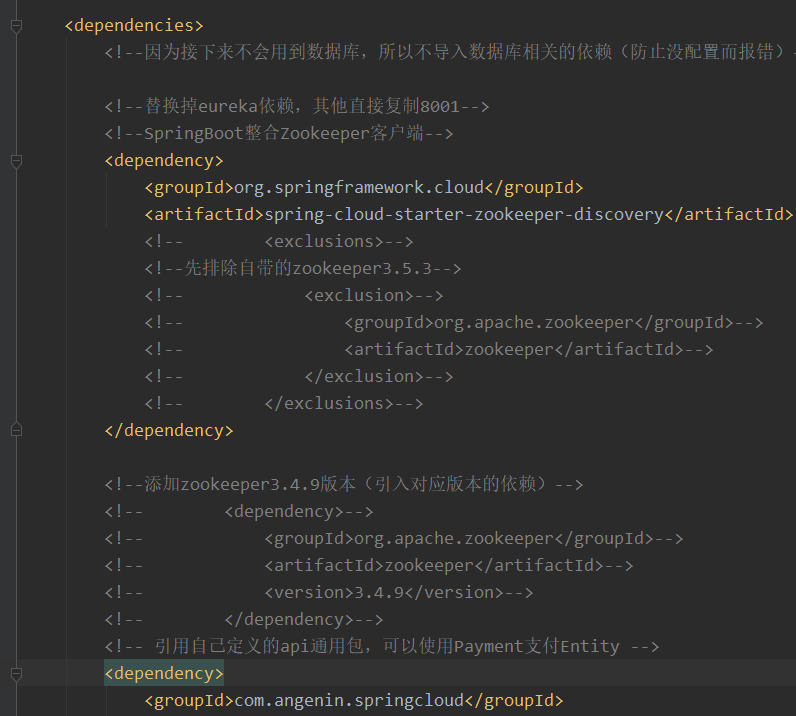 <dependencies>
<!--因为接下来不会用到数据库，所以不导入数据库相关的依赖（防止没配置而报错）-
<!--替换掉eureka依赖，其他直接复制8001-->
<!--SpringBoot整合Zookeeper客户端-->
<dependency>
<groupId>org.springframework.cloud</groupId>
<artifactId>spring-cloud-starter-zookeeper-discovery</artifactId>
<!-- <exclusions>-->
<!--先排除自带的zookeeper3.5.3-->
<!-- <exclusion>-->
<!-- <groupId>org.apache.zookeeper</groupId>-->
<!-- <artifactId>zookeeper</artifactId>-->
<!-- </exclusion>-->
<!-- </exclusions>-->
</dependency>
<!--添加zookeeper3.4.9版本（引入对应版本的依赖）-->
<!-- <dependency>-->
<!-- <groupId>org.apache.zookeeper</groupId>-->
<!-- <artifactId>zookeeper</artifactId>-->
<!-- <version>3.4.9</version>-->
<!-- </dependency>-->
<!-- 引用自己定义的api通用包，可以使用Payment支付Entity -->
<dependency>
<groupId>com.angenin.springcloud</groupId>